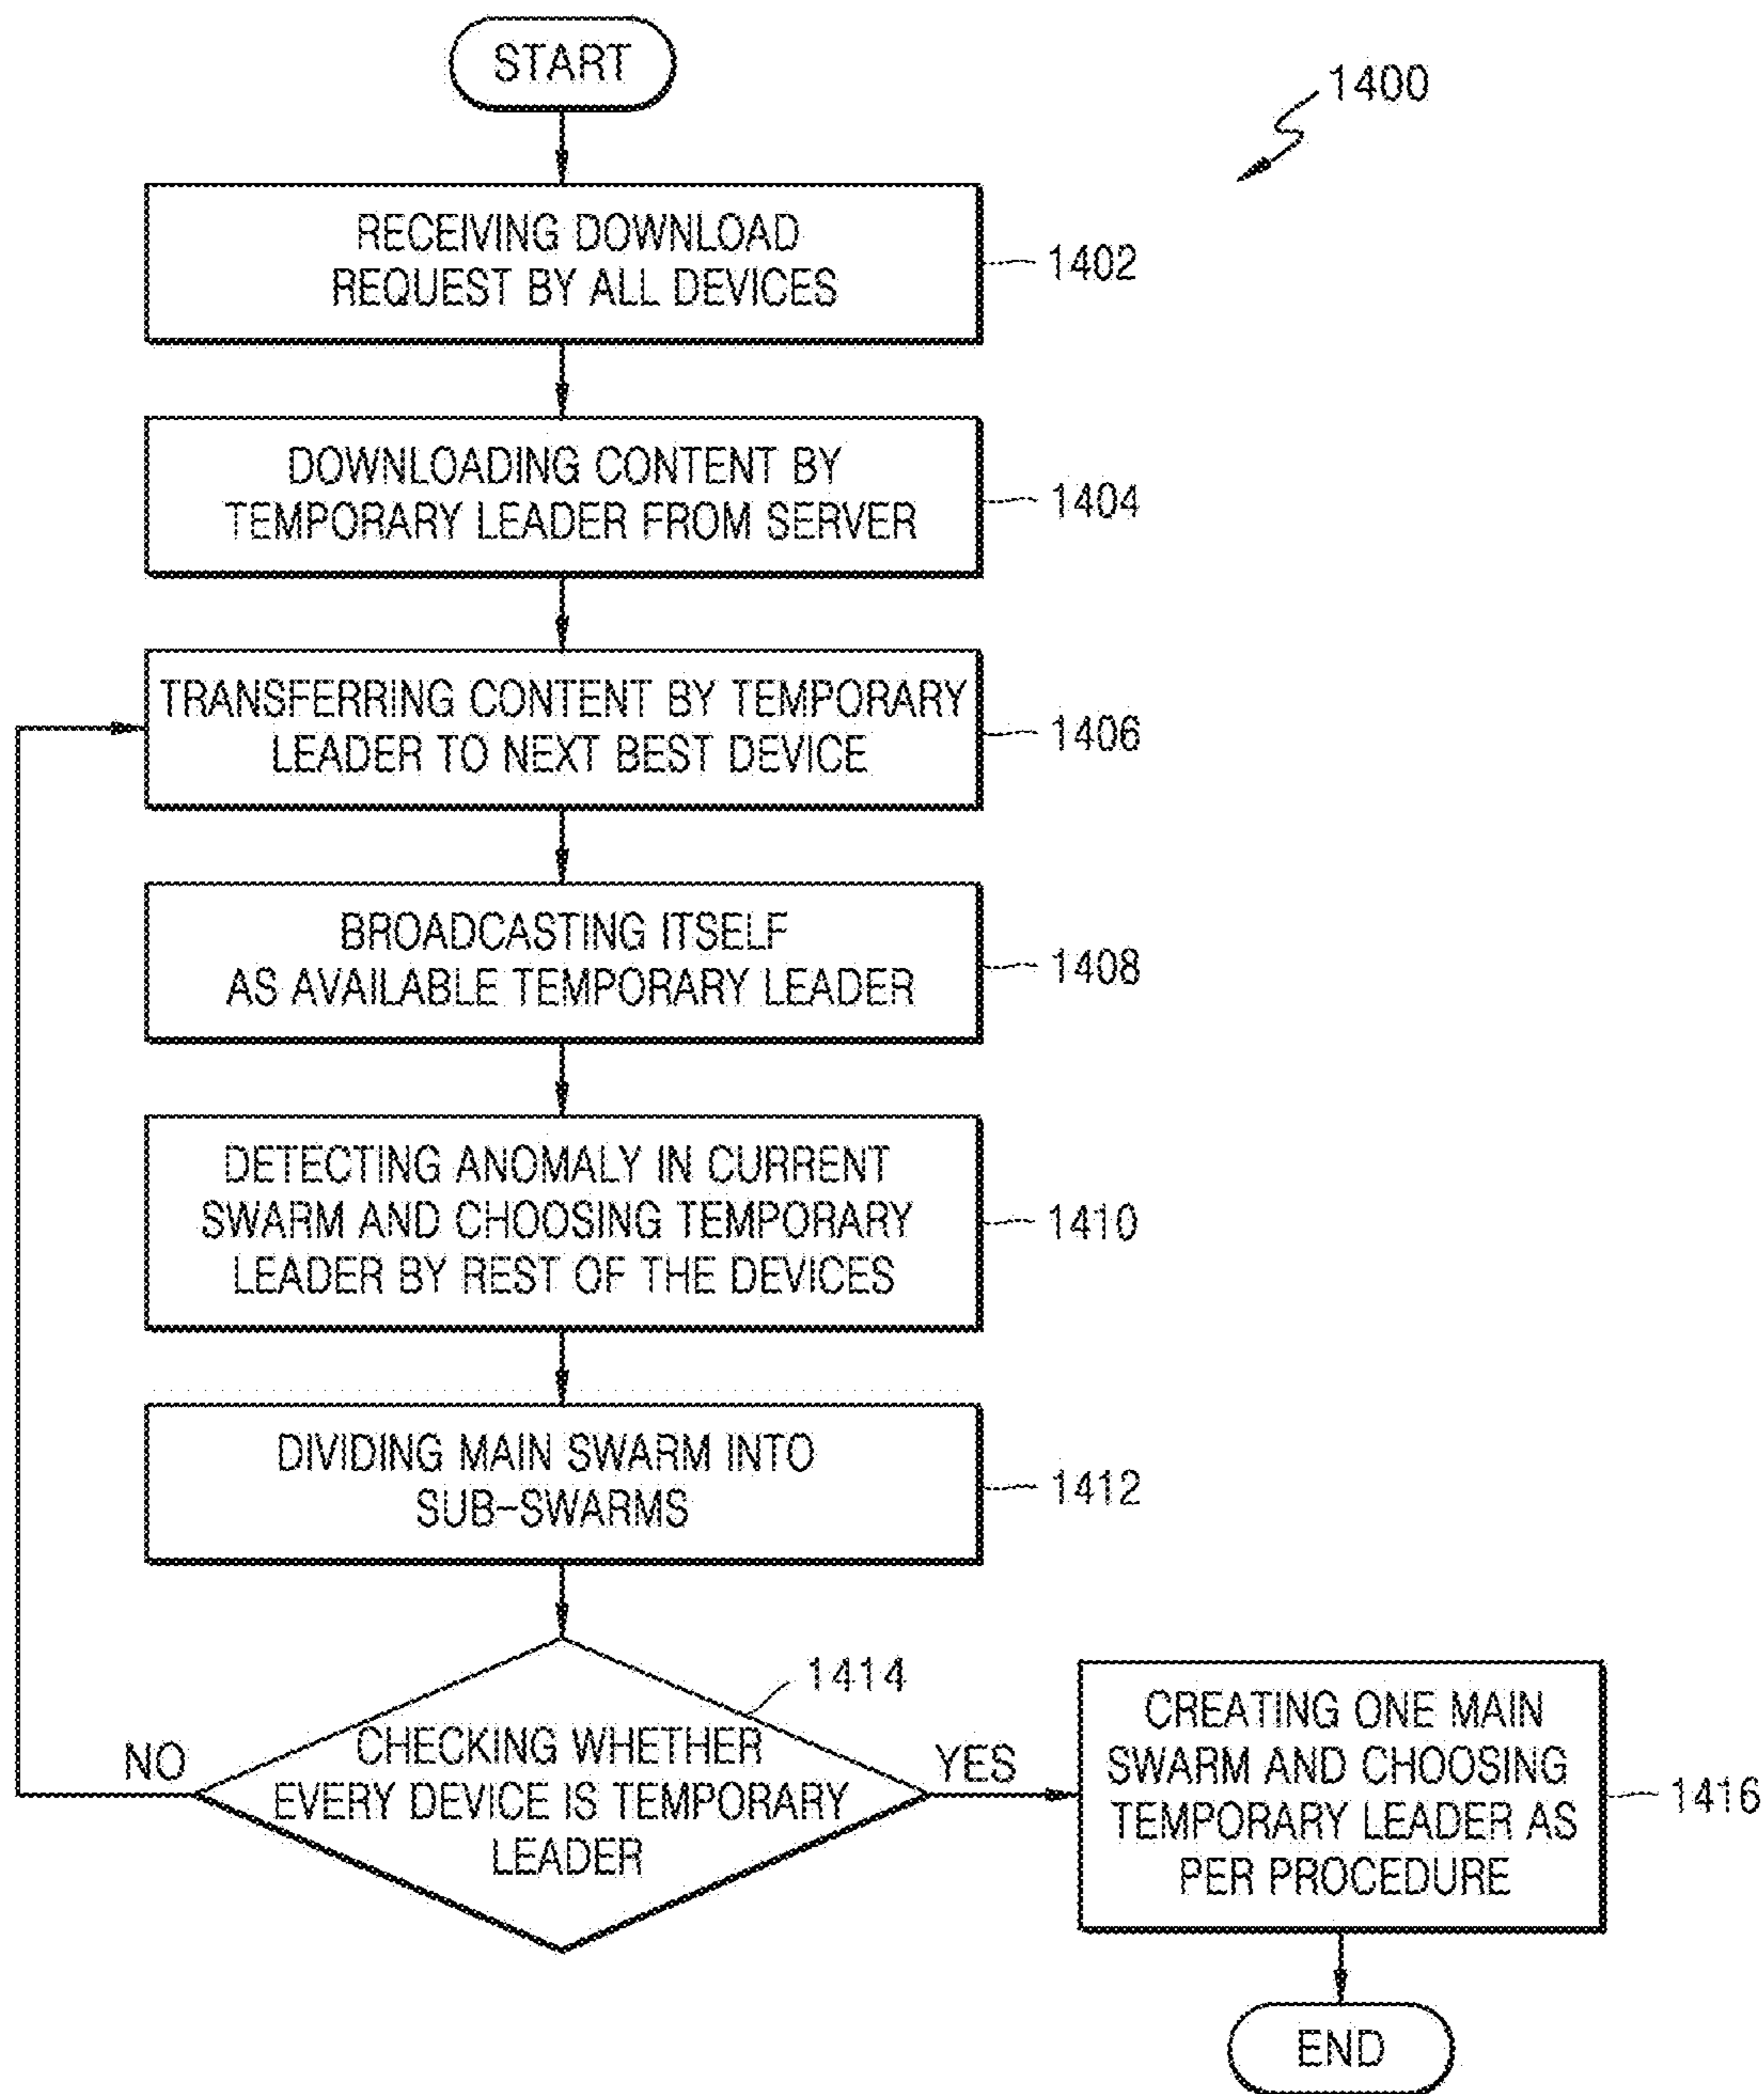 START
1400
RECEIVING DOWNLOAD
REQUEST BY ALL DEVICES
1402
DOWNLOADING CONTENT BY
TEMPORARY LEADER FROM SERVER
1404
TRANSFERRING CONTENT BY TEMPORARY
LEADER TO NEXT BEST DEVICE
1406
BROADCASTING ITSELF
AS AVAILABLE TEMPORARY LEADER
1408
DETECTING ANOMALY IN CURRENT
SWARM AND CHOOSING TEMPORARY
LEADER BY REST OF THE DEVICES
1410
DIVIDING MAIN SWARM INTO
SUB-SWARMS
1412
1414
CHECKING WHETHER
EVERY DEVICE IS TEMPORARY
LEADER
NO
YES
CREATING ONE MAIN
SWARM AND CHOOSING
TEMPORARY LEADER AS
PER PROCEDURE
1416
END